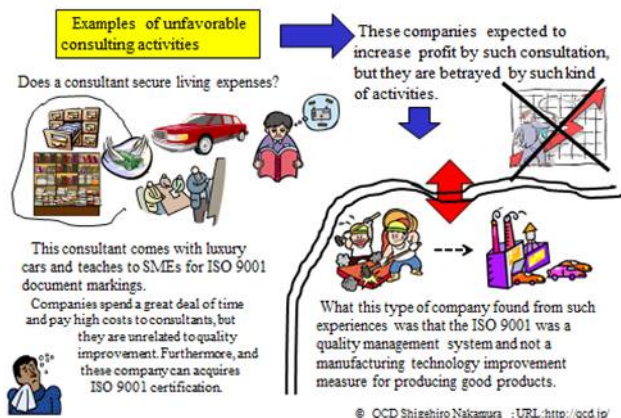 Examples of unfavorable
consulting activities
These companies expected to
increase profit by such consultation,
but they are betrayed by such kind
of activities.
Does a consultant secure living expenses?
This consultant comes with luxury
cars and teaches to SMEs for ISO 9001
document markings.
Companies spend a great deal of time
and pay high costs to consultants, but
they are unrelated to quality
improvement. Furthermore, and
these company can acquires
ISO 9001 certification.
What this type of company found from such
experiences was that the ISO 9001 was a
quality management system and not a
manufacturing technology improvement
measure for producing good products.
© QCD Shigehiro Nakamura : URL:http://qcd.jp/